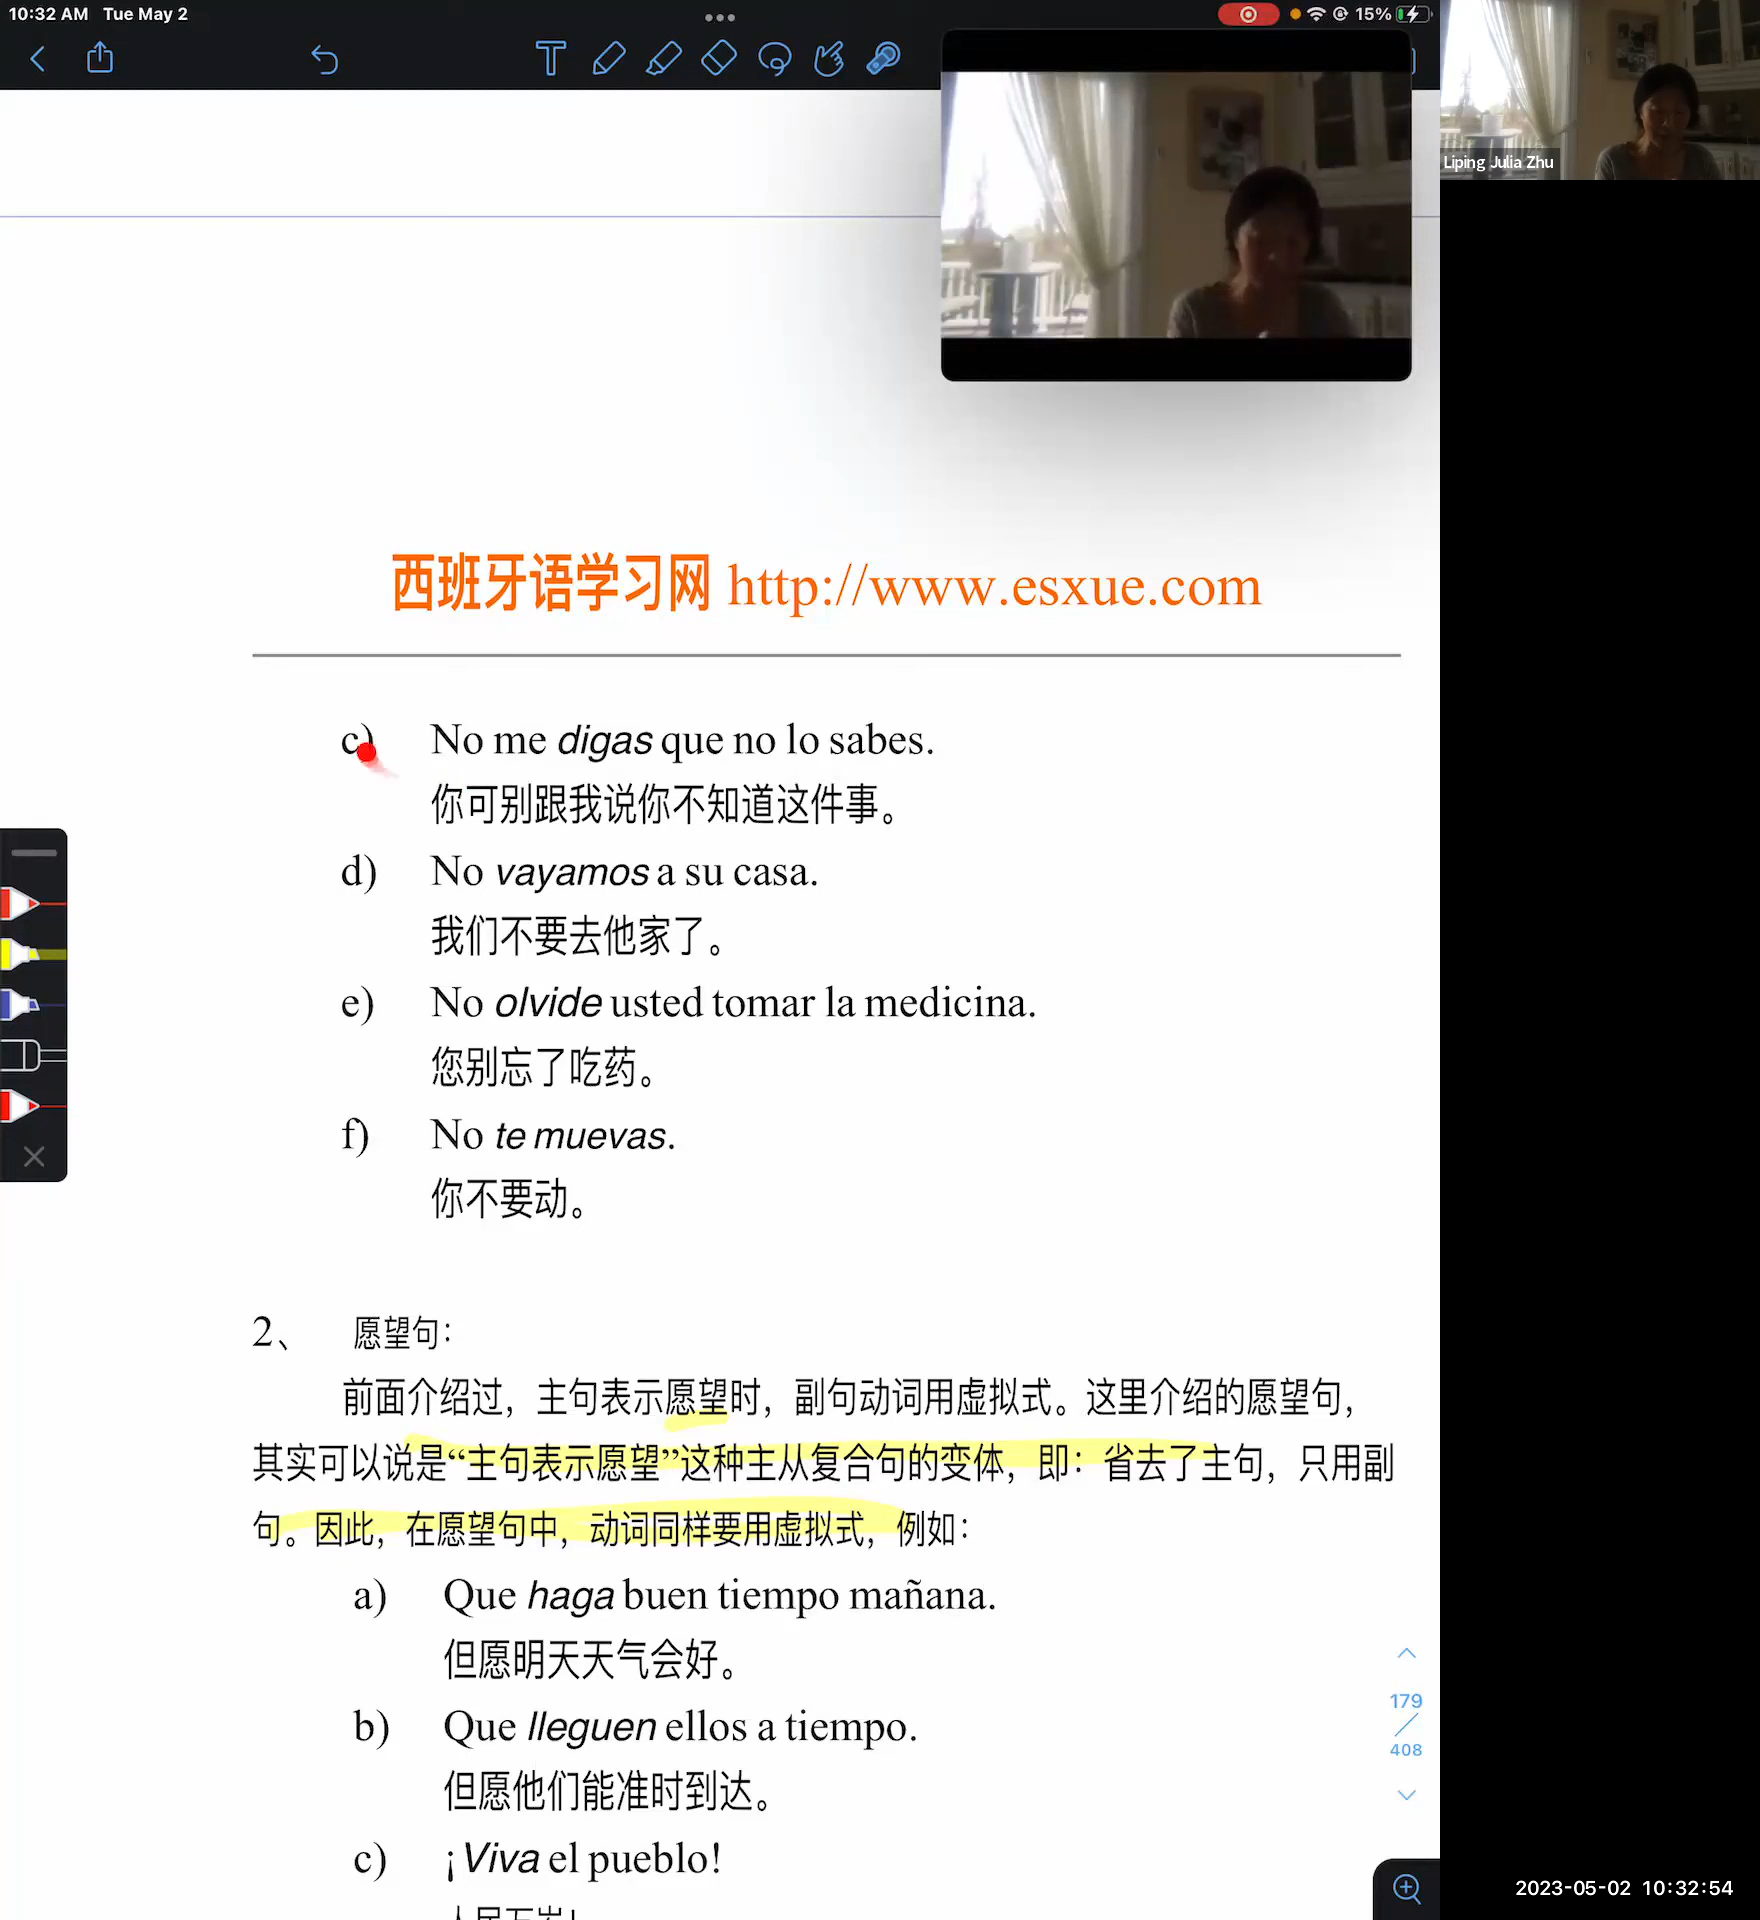 10:32 AM Tue May 2
15%
Liping Julia Zhu
西班牙语学习网 http://www.esxue.com
c) No me digas que no lo sabes.
你可别跟我说你不知道这件事。
d) No vayamos a su casa.
我们不要去他家了。
e) No olvide usted tomar la medicina.
您别忘了吃药。
f) No te muevas.
你不要动。
2、 愿望句：
前面介绍过，主句表示愿望时，副句动词用虚拟式。这里介绍的愿望句，
其实可以说是“主句表示愿望”这种主从复合句的变体，即：省去了主句，只用副
句。因此，在愿望句中，动词同样要用虚拟式，例如：
a) Que haga buen tiempo mañana.
但愿明天天气会好。
b) Que lleguen ellos a tiempo.
但愿他们能准时到达。
c) ¡Viva el pueblo!
179
408
2023-05-02 10:32:54